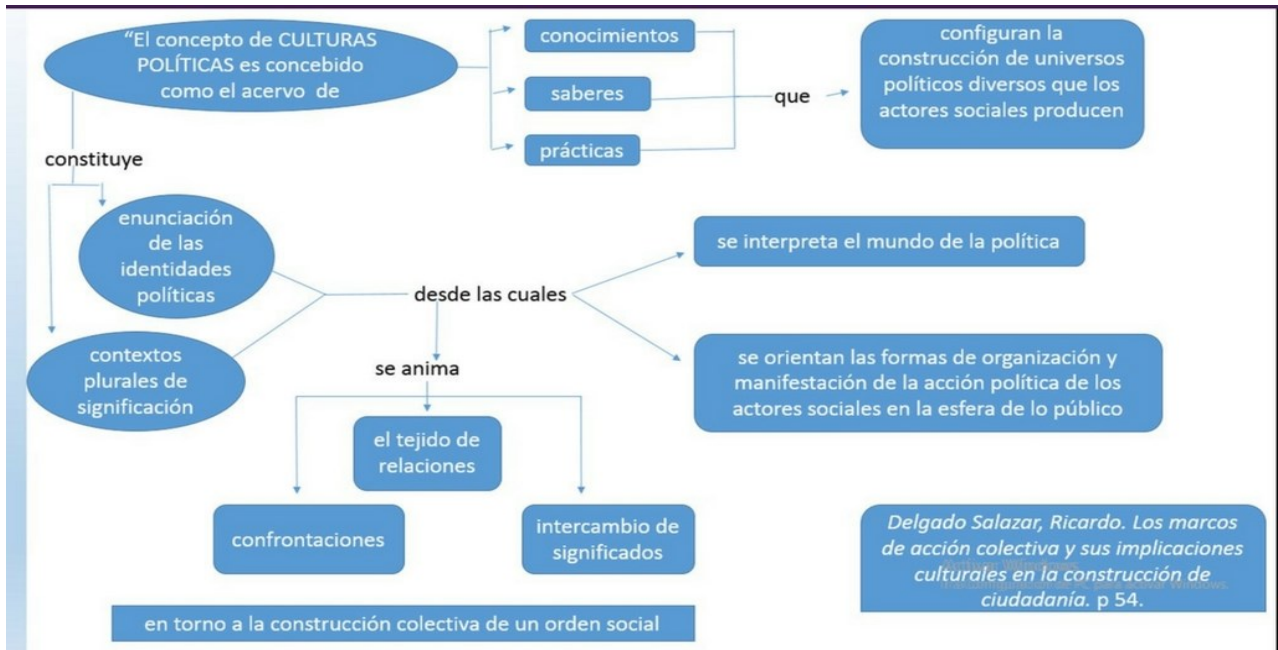 “El concepto de CULTURAS
POLÍTICAS es concebido
como el acervo de
conocimientos
saberes
prácticas
que
configuran la
construcción de universos
políticos diversos que los
actores sociales producen
constituye
enunciación
de las
identidades
políticas
contextos
plurales de
significación
desde las cuales
se interpreta el mundo de la política
se orientan las formas de organización y
manifestación de la acción política de los
actores sociales en la esfera de lo público
se anima
el tejido de
relaciones
confrontaciones
intercambio de
significados
en torno a la construcción colectiva de un orden social
Delgado Salazar, Ricardo. Los marcos
de acción colectiva y sus implicaciones
culturales en la construcción de
ciudadanía. p 54.